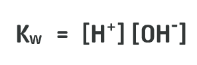 Kw = [H⁺][OH⁻]